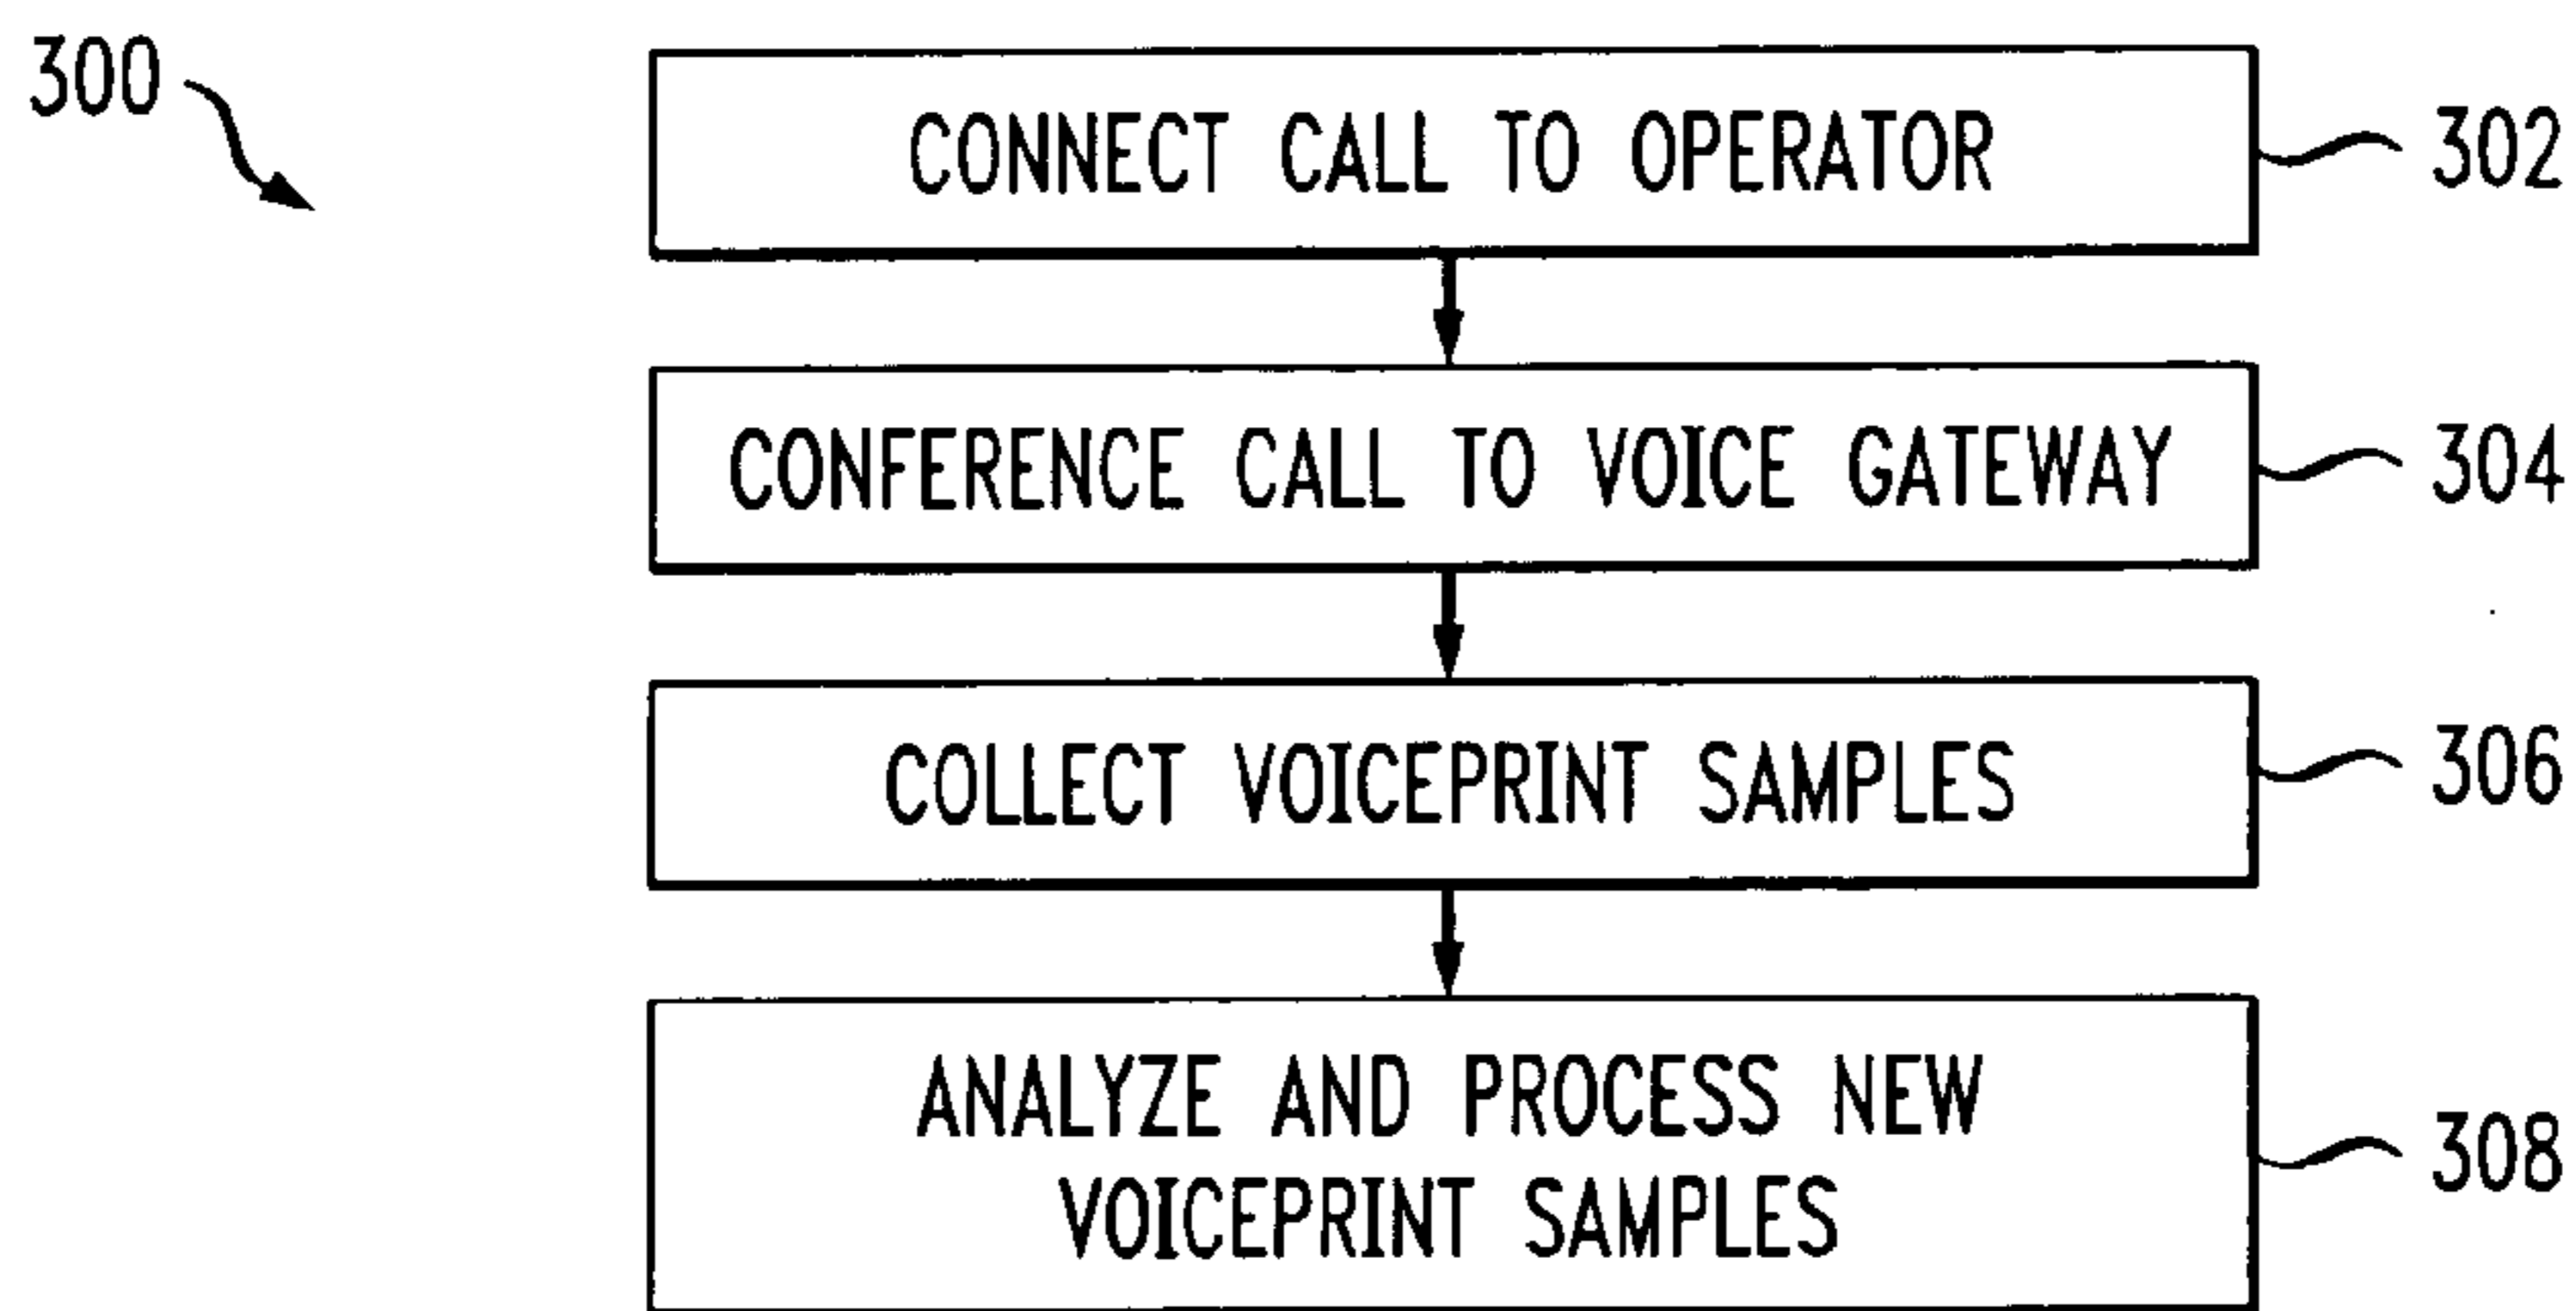 300
CONNECT CALL TO OPERATOR
302
CONFERENCE CALL TO VOICE GATEWAY
304
COLLECT VOICEPRINT SAMPLES
306
ANALYZE AND PROCESS NEW
VOICEPRINT SAMPLES
308